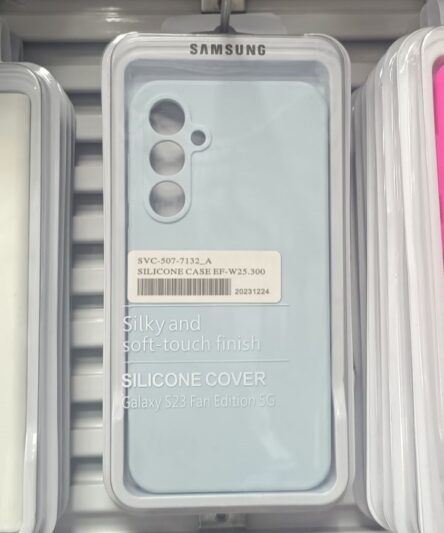 SAMSUNG
SVC-507-7132_A
SILICONE CASE EF-W25.300
20231224
Silky and
soft-touch finish
SILICONE COVER
Galaxy S23 Fan Edition 5G